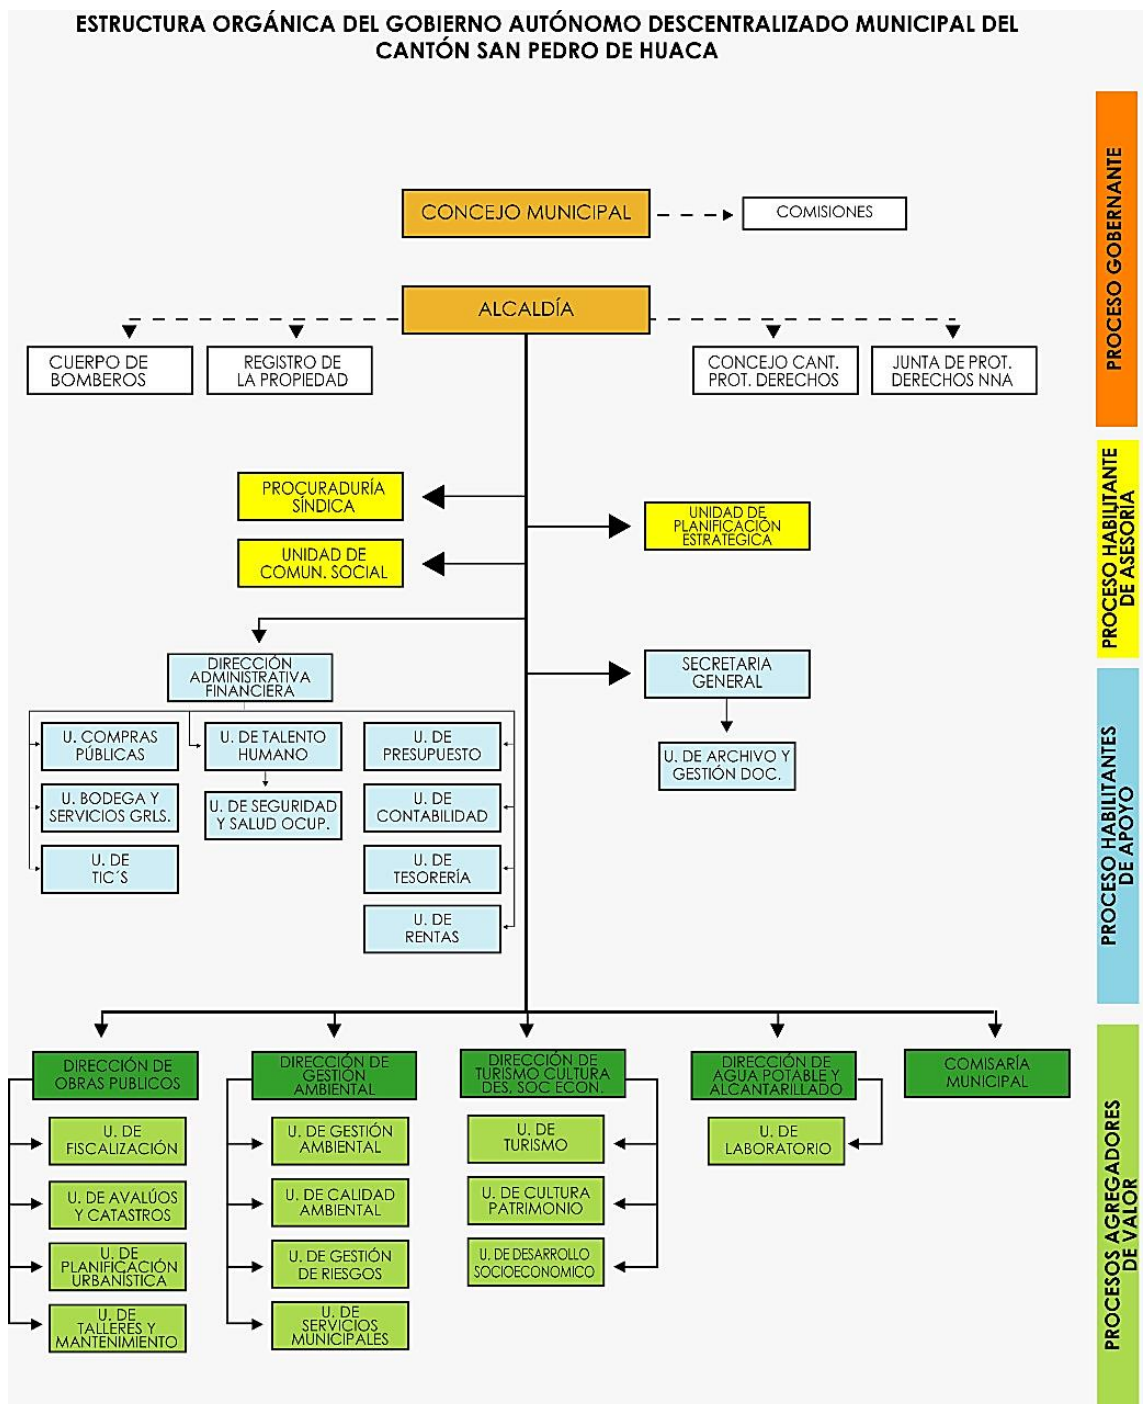 ESTRUCTURA ORGÁNICA DEL GOBIERNO AUTÓNOMO DESCENTRALIZADO MUNICIPAL DEL
CANTÓN SAN PEDRO DE HUACA
CONCEJO MUNICIPAL
COMISIONES
ALCALDÍA
CUERPO DE
BOMBEROS
REGISTRO DE
LA PROPIEDAD
CONCEJO CANT.
PROT. DERECHOS
JUNTA DE PROT.
DERECHOS NNA
PROCESO GOBERNANTE
PROCURADURÍA
SÍNDICA
UNIDAD DE
PLANIFICACIÓN
ESTRATEGICA
UNIDAD DE
COMUN. SOCIAL
PROCESO HABILITANTE
DE ASESORIA
DIRECCIÓN
ADMINISTRATIVA
FINANCIERA
SECRETARIA
GENERAL
U. COMPRAS
PÚBLICAS
U. DE TALENTO
HUMANO
U. DE
PRESUPUESTO
U. DE ARCHIVO Y
GESTIÓN DOC.
U. BODEGA Y
SERVICIOS GRLS.
U. DE SEGURIDAD
Y SALUD OCUP.
U. DE
CONTABILIDAD
U. DE
TIC´S
U. DE
TESORERÍA
U. DE
RENTAS
PROCESO HABILITANTES
DE APOYO
DIRECCIÓN DE
OBRAS PUBLICOS
DIRECCIÓN DE
GESTIÓN
AMBIENTAL
DIRECCIÓN DE
TURISMO CULTURA
DES, SOC ECON.
DIRECCIÓN DE
AGUA POTABLE Y
ALCANTARILLADO
COMISARÍA
MUNICIPAL
U. DE
FISCALIZACIÓN
U. DE GESTIÓN
AMBIENTAL
U. DE
TURISMO
U. DE
LABORATORIO
U. DE AVALÚOS
Y CATASTROS
U. DE CALIDAD
AMBIENTAL
U. DE CULTURA
PATRIMONIO
U. DE
PLANIFICACIÓN
URBANÍSTICA
U. DE GESTIÓN
DE RIESGOS
U. DE DESARROLLO
SOCIOECONOMICO
U. DE
TALLERES Y
MANTENIMIENTO
U. DE
SERVICIOS
MUNICIPALES
PROCESOS AGREGADORES
DE VALOR